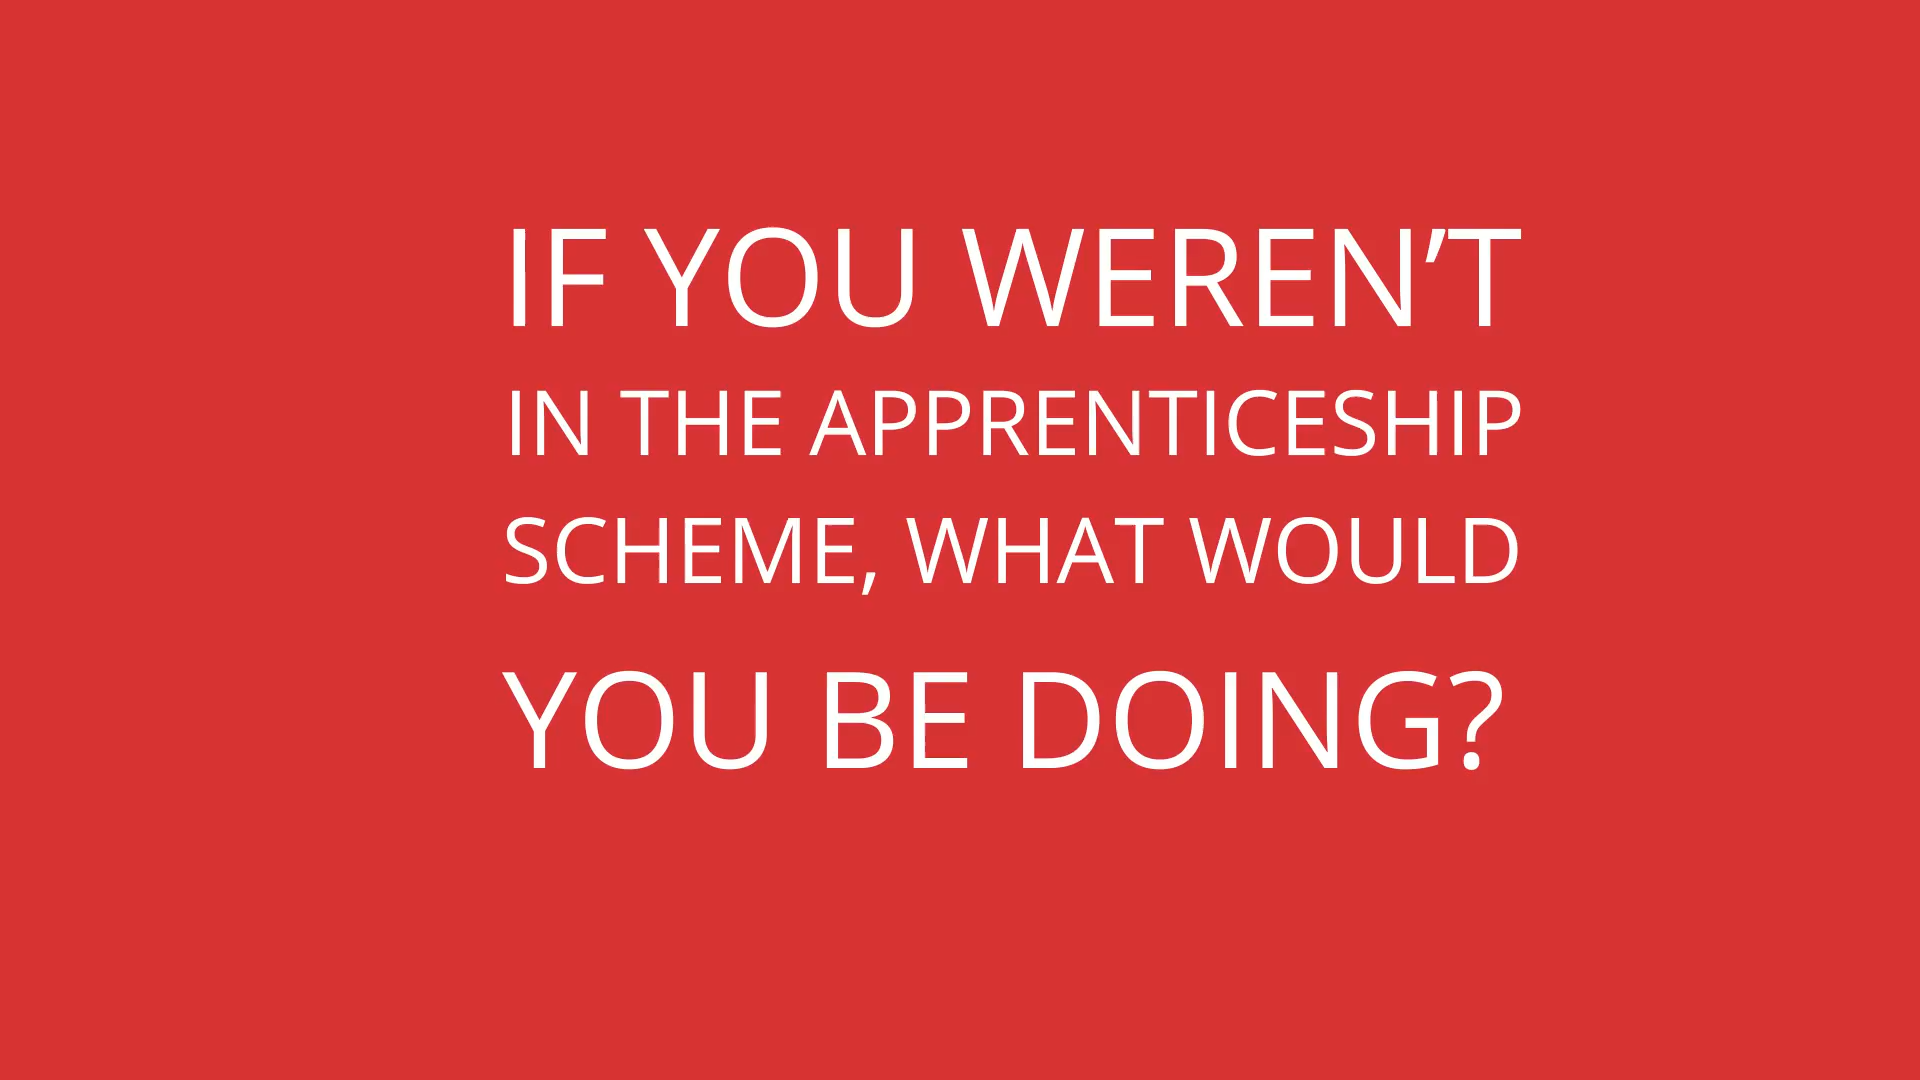 IF YOU WEREN’T
IN THE APPRENTICESHIP
SCHEME, WHAT WOULD
YOU BE DOING?